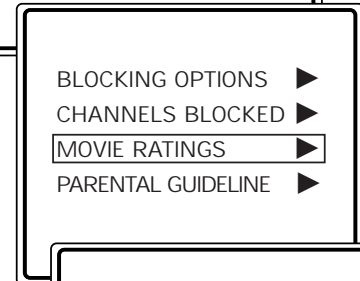 BLOCKING OPTIONS ▶
CHANNELS BLOCKED ▶
MOVIE RATINGS ▶
PARENTAL GUIDELINE ▶